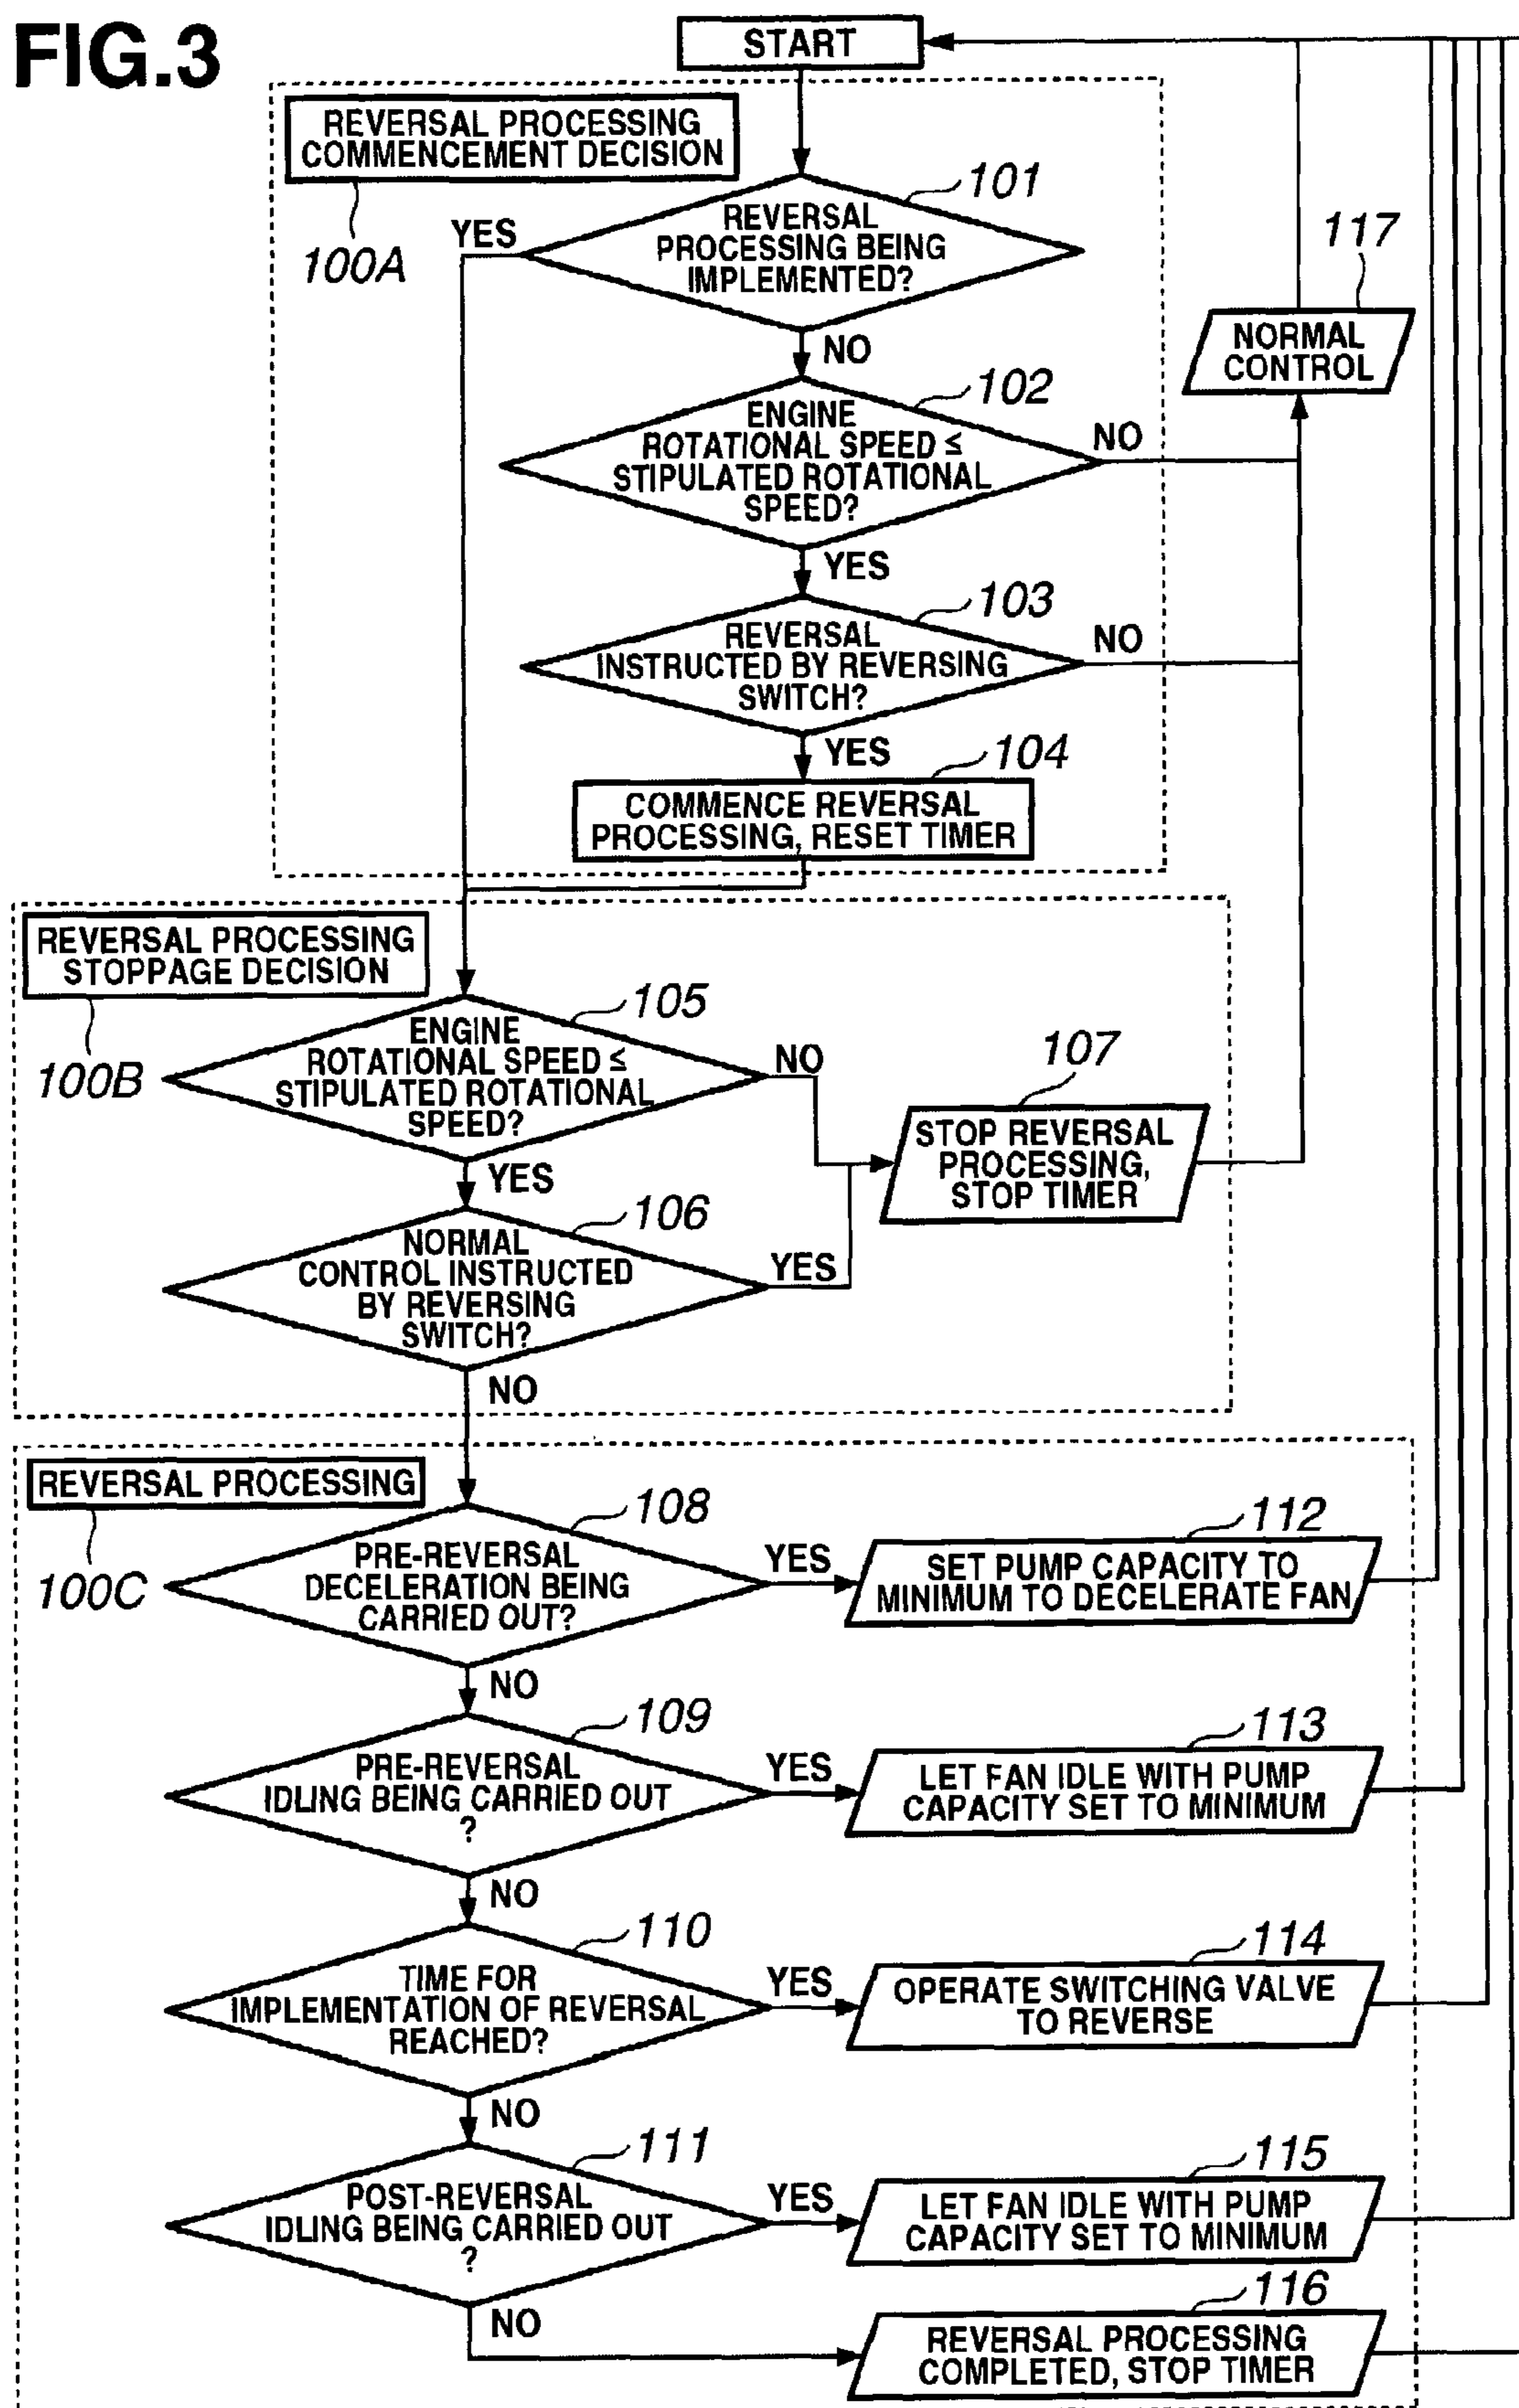 FIG.3
START
REVERSAL PROCESSING
COMMENCEMENT DECISION
100A
101
YES
REVERSAL
PROCESSING BEING
IMPLEMENTED?
117
NORMAL
CONTROL
NO
102
ENGINE
ROTATIONAL SPEED ≤
STIPULATED ROTATIONAL
SPEED?
NO
YES
103
REVERSAL
INSTRUCTED BY REVERSING
SWITCH?
NO
YES
104
COMMENCE REVERSAL
PROCESSING, RESET TIMER
REVERSAL PROCESSING
STOPPAGE DECISION
100B
105
ENGINE
ROTATIONAL SPEED ≤
STIPULATED ROTATIONAL
SPEED?
NO
107
STOP REVERSAL
PROCESSING,
STOP TIMER
YES
106
NORMAL
CONTROL INSTRUCTED
BY REVERSING
SWITCH?
YES
NO
REVERSAL PROCESSING
100C
108
PRE-REVERSAL
DECELERATION BEING
CARRIED OUT?
YES
112
SET PUMP CAPACITY TO
MINIMUM TO DECELERATE FAN
NO
109
PRE-REVERSAL
IDLING BEING CARRIED OUT
?
YES
113
LET FAN IDLE WITH PUMP
CAPACITY SET TO MINIMUM
NO
110
TIME FOR
IMPLEMENTATION OF REVERSAL
REACHED?
YES
114
OPERATE SWITCHING VALVE
TO REVERSE
NO
111
POST-REVERSAL
IDLING BEING CARRIED OUT
?
YES
115
LET FAN IDLE WITH PUMP
CAPACITY SET TO MINIMUM
NO
116
REVERSAL PROCESSING
COMPLETED, STOP TIMER